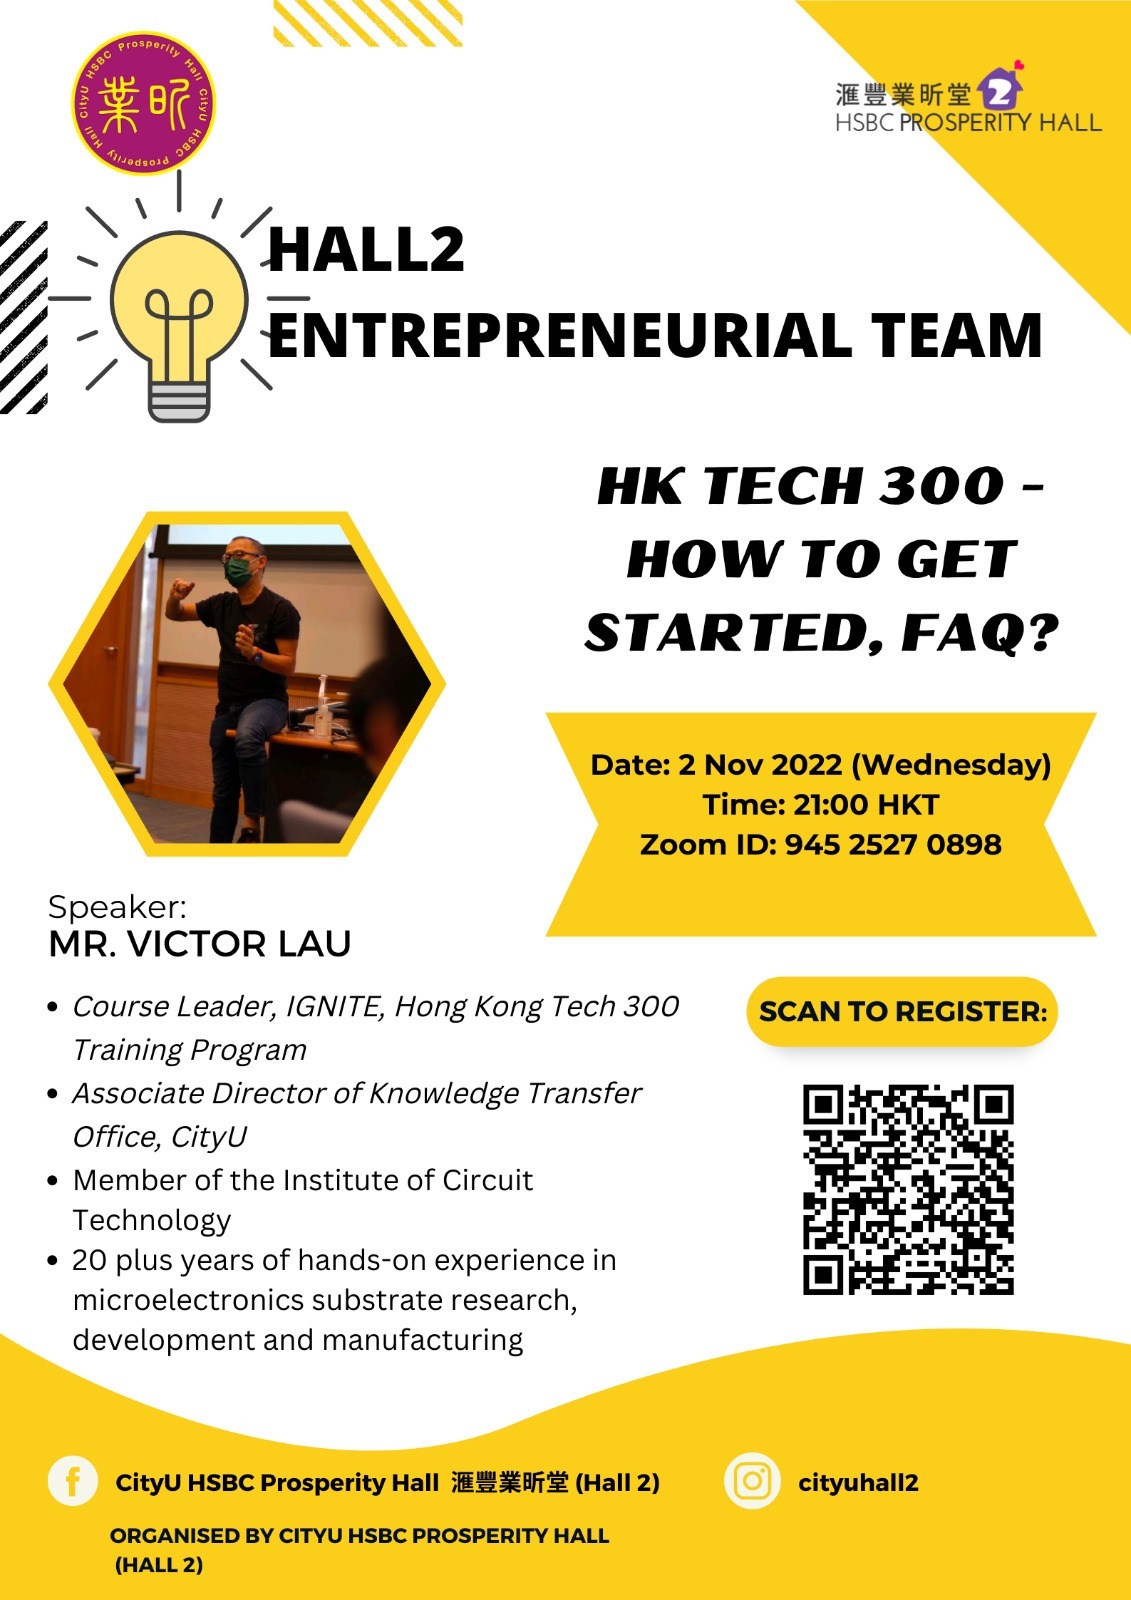 CityU HSBC Prosperity Hall CityU HSBC Prosperity Hall
業昕
滙豐業昕堂 2
HSBC PROSPERITY HALL
HALL2
ENTREPRENEURIAL TEAM
HK TECH 300 -
HOW TO GET
STARTED, FAQ?
Date: 2 Nov 2022 (Wednesday)
Time: 21:00 HKT
Zoom ID: 945 2527 0898
Speaker:
MR. VICTOR LAU
• Course Leader, IGNITE, Hong Kong Tech 300
Training Program
• Associate Director of Knowledge Transfer
Office, CityU
• Member of the Institute of Circuit
Technology
• 20 plus years of hands-on experience in
microelectronics substrate research,
development and manufacturing
SCAN TO REGISTER:
CityU HSBC Prosperity Hall 滙豐業昕堂 (Hall 2)
cityuhall2
ORGANISED BY CITYU HSBC PROSPERITY HALL
(HALL 2)